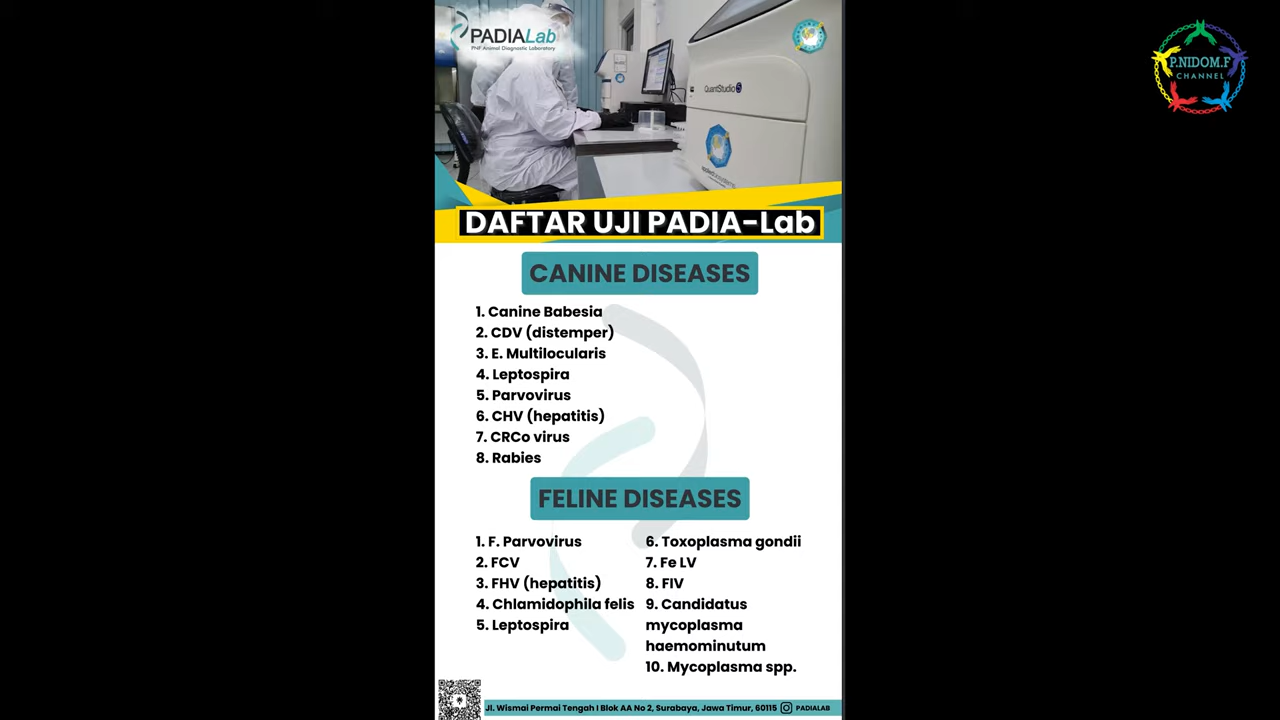 PADIALab
PNF Animal Diagnostic Laboratory
QuantStudio 5
P.NIDOM.F
CHANNEL
DAFTAR UJI PADIA-Lab
CANINE DISEASES
1. Canine Babesia
2. CDV (distemper)
3. E. Multilocularis
4. Leptospira
5. Parvovirus
6. CHV (hepatitis)
7. CRCo virus
8. Rabies
FELINE DISEASES
1. F. Parvovirus
2. FCV
3. FHV (hepatitis)
4. Chlamidophila felis
5. Leptospira
6. Toxoplasma gondii
7. Fe LV
8. FIV
9. Candidatus
mycoplasma
haemominutum
10. Mycoplasma spp.
Jl. Wismai Permai Tengah I Blok AA No 2, Surabaya, Jawa Timur, 60115 PADIALAB